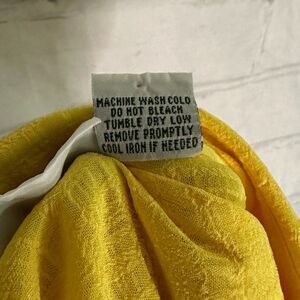 MACHINE WASH COLD
DO NOT BLEACH
TUMBLE DRY LOW
REMOVE PROMPTLY
COOL IRON IF NEEDED